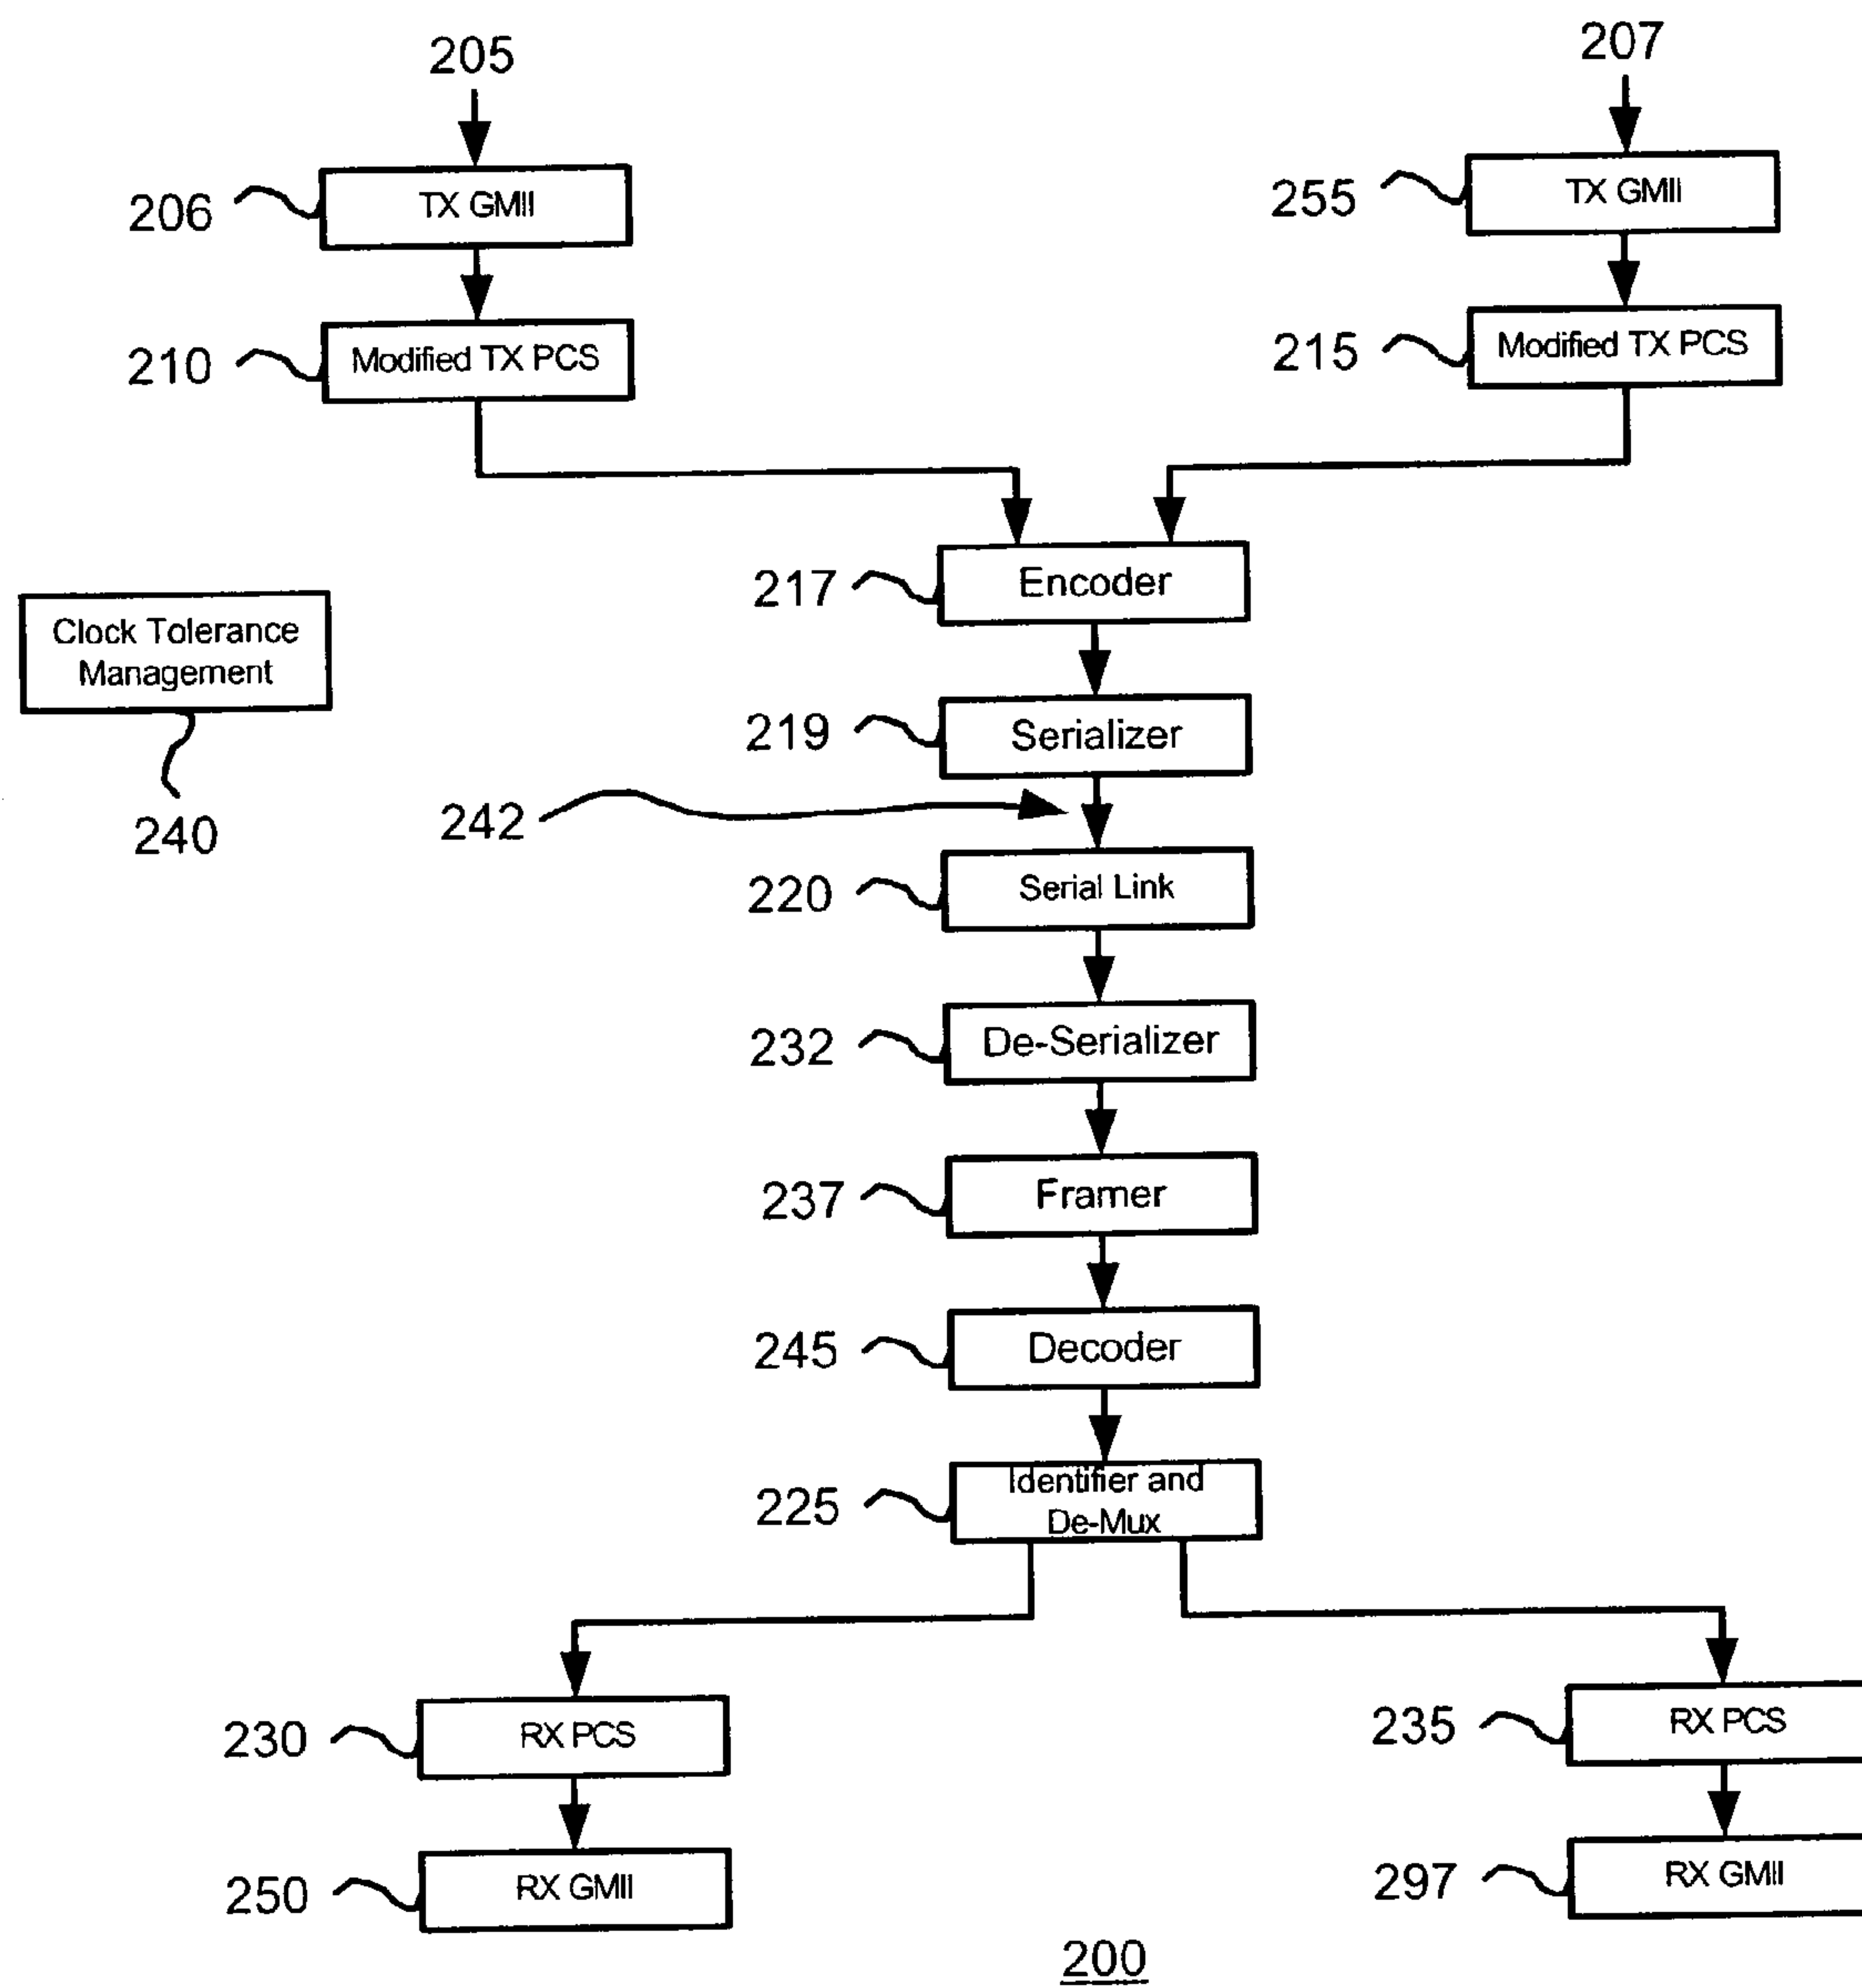 205
207
206
TX GMII
255
TX GMII
210
Modified TX PCS
215
Modified TX PCS
217
Encoder
Clock Tolerance
Management
240
219
Serializer
242
220
Serial Link
232
De-Serializer
237
Framer
245
Decoder
225
Identifier and
De-Mux
230
RX PCS
235
RX PCS
250
RX GMII
297
RX GMII
200